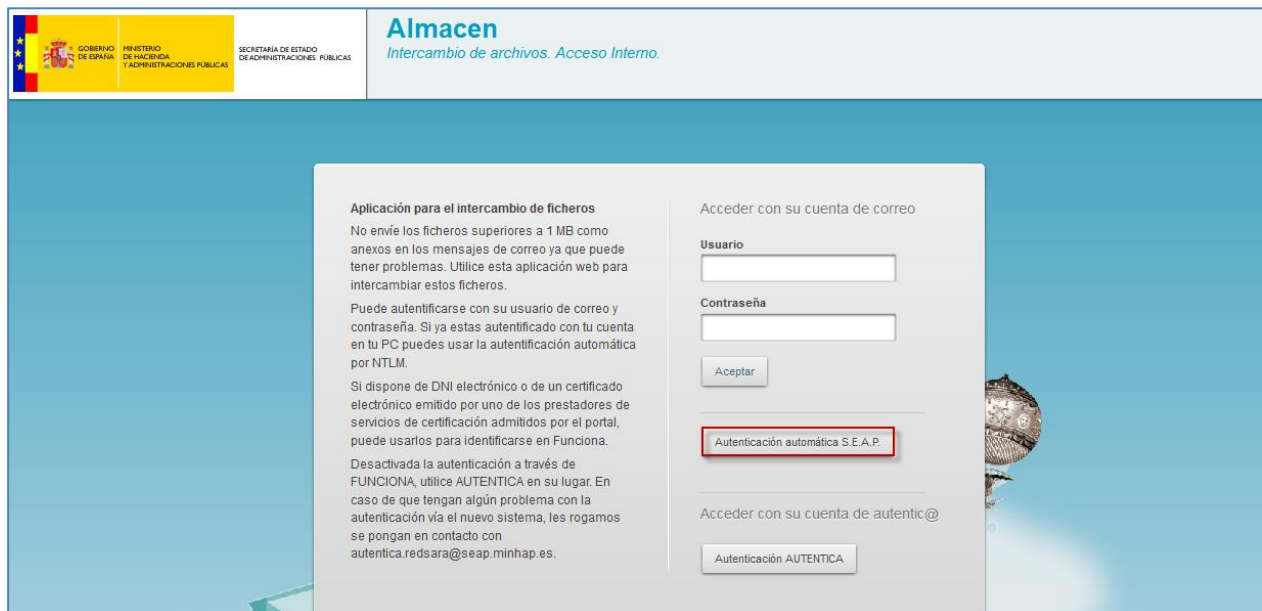 GOBIERNO
DE ESPAÑA
MINISTERIO
DE HACIENDA
Y ADMINISTRACIONES PÚBLICAS
SECRETARÍA DE ESTADO
DE ADMINISTRACIONES PÚBLICAS
Almacen
Intercambio de archivos. Acceso Interno.
Aplicación para el intercambio de ficheros
No envíe los ficheros superiores a 1 MB como
anexos en los mensajes de correo ya que puede
tener problemas. Utilice esta aplicación web para
intercambiar estos ficheros.
Puede autentificarse con su usuario de correo y
contraseña. Si ya estas autentificado con tu cuenta
en tu PC puedes usar la autentificación automática
por NTLM.
Si dispone de DNI electrónico o de un certificado
electrónico emitido por uno de los prestadores de
servicios de certificación admitidos por el portal,
puede usarlos para identificarse en Funciona.
Desactivada la autenticación a través de
FUNCIONA, utilice AUTENTICA en su lugar. En
caso de que tengan algún problema con la
autenticación vía el nuevo sistema, les rogamos
se pongan en contacto con
autentica.redsara@seap.minhap.es.
Acceder con su cuenta de correo
Usuario
Contraseña
Aceptar
Autenticación automática S.E.A.P.
Acceder con su cuenta de autentic@
Autenticación AUTENTICA